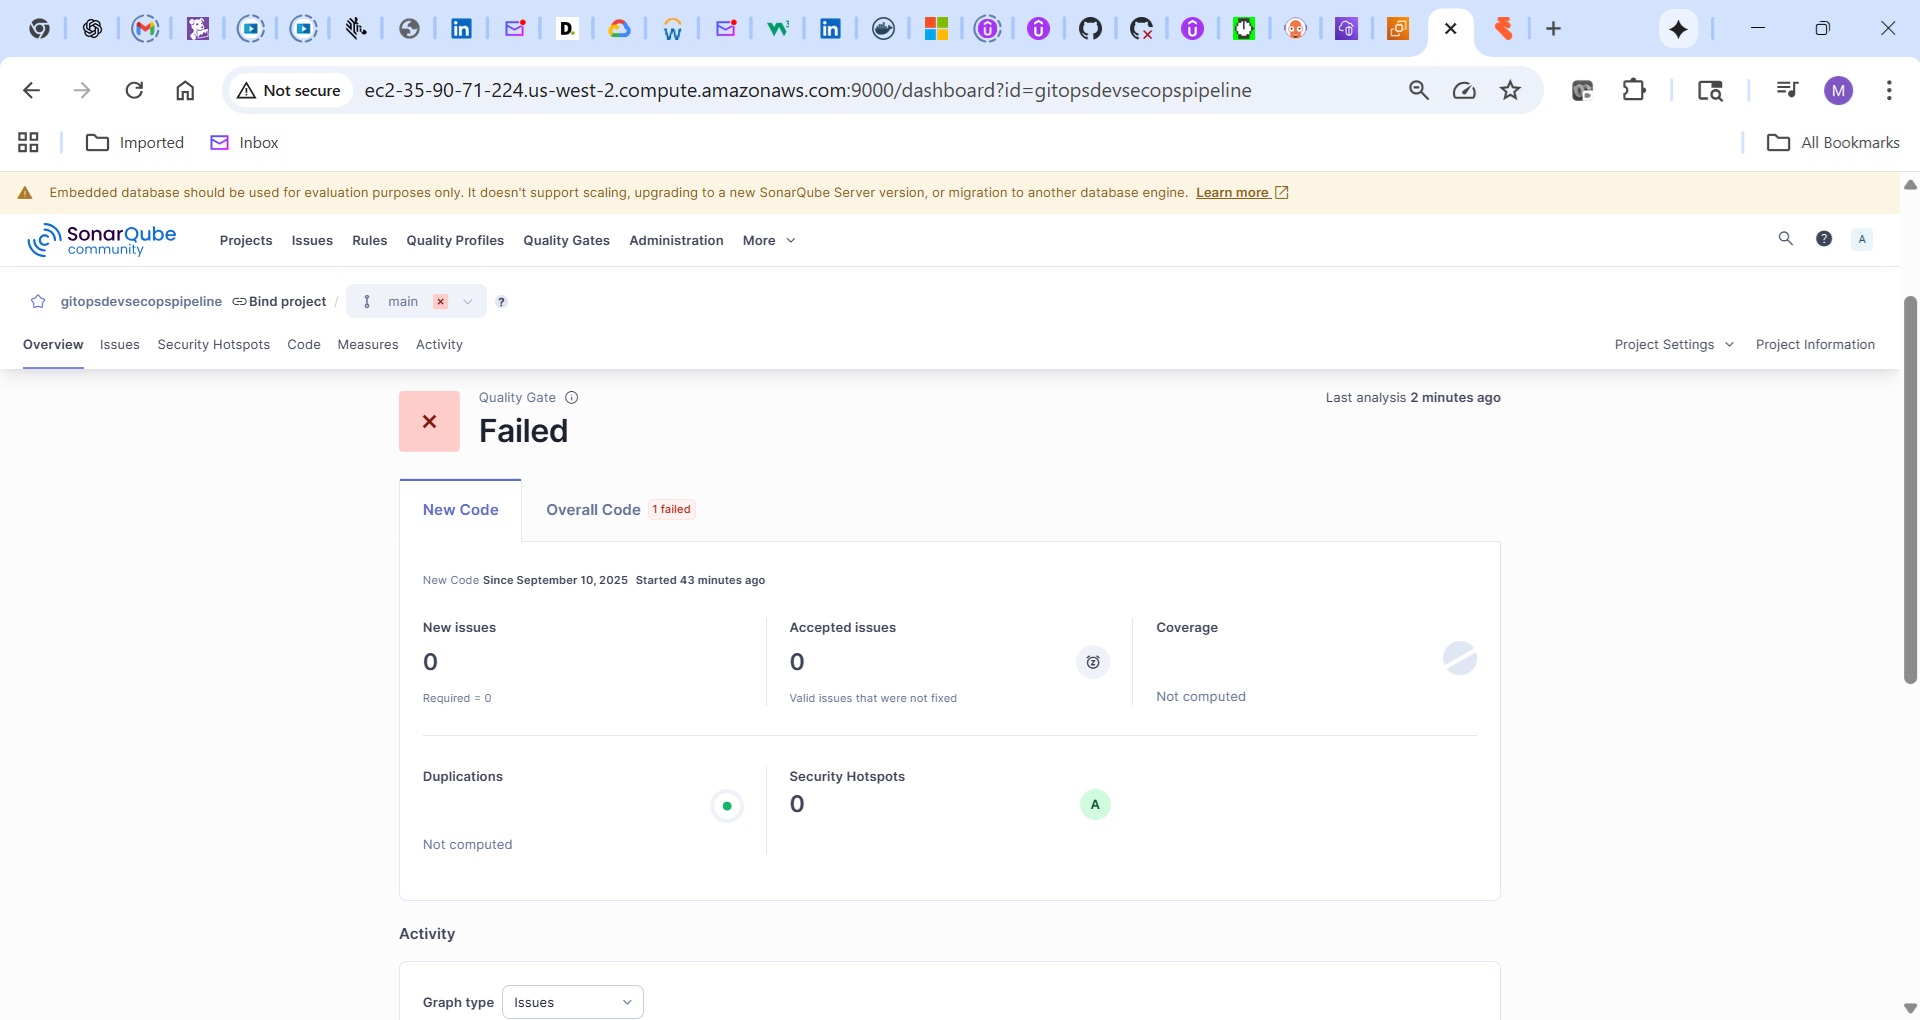 Not secure
ec2-35-90-71-224.us-west-2.compute.amazonaws.com:9000/dashboard?id=gitopsdevsecopspipeline
M
Imported
Inbox
All Bookmarks
Embedded database should be used for evaluation purposes only. It doesn't support scaling, upgrading to a new SonarQube Server version, or migration to another database engine. Learn more
SonarQube
community
Projects
Issues
Rules
Quality Profiles
Quality Gates
Administration
More
?
A
gitopsdevsecopspipeline
Bind project
/
main
?
Overview
Issues
Security Hotspots
Code
Measures
Activity
Project Settings
Project Information
Quality Gate
Failed
Last analysis 2 minutes ago
New Code
Overall Code
1 failed
New Code Since September 10, 2025 Started 43 minutes ago
New issues
0
Required = 0
Accepted issues
0
Valid issues that were not fixed
Coverage
Not computed
Duplications
Not computed
Security Hotspots
0
A
Activity
Graph type
Issues